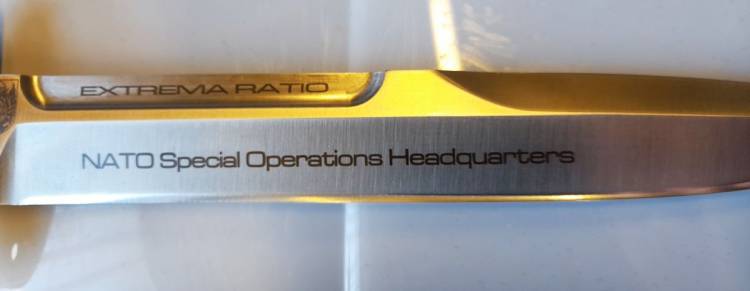 EXTREMA RATIO
NATO Special Operations Headquarters